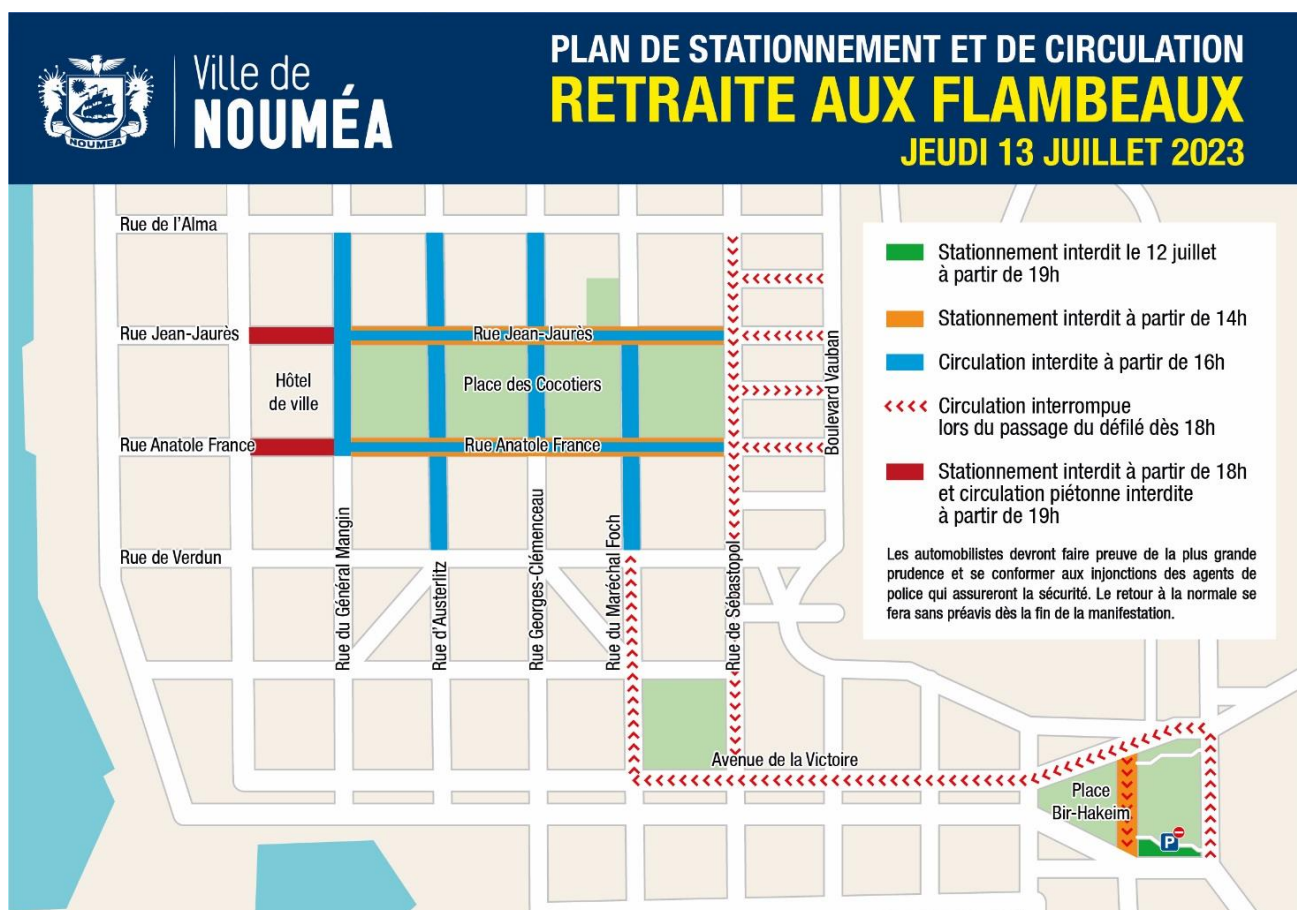 Ville de
NOUMÉA
NOUMÉA
PLAN DE STATIONNEMENT ET DE CIRCULATION
RETRAITE AUX FLAMBEAUX
JEUDI 13 JUILLET 2023
Rue de l'Alma
Rue Jean-Jaurès
Rue Jean-Jaurès
Hôtel
de ville
Place des Cocotiers
Boulevard Vauban
Rue Anatole France
Rue Anatole France
Rue de Verdun
Rue du Général Mangin
Rue d'Austerlitz
Rue Georges-Clémenceau
Rue du Maréchal Foch
Rue de Sébastopol
Avenue de la Victoire
Place
Bir-Hakeim
P
Stationnement interdit le 12 juillet
à partir de 19h
Stationnement interdit à partir de 14h
Circulation interdite à partir de 16h
Circulation interrompue
lors du passage du défilé dès 18h
Stationnement interdit à partir de 18h
et circulation piétonne interdite
à partir de 19h
Les automobilistes devront faire preuve de la plus grande
prudence et se conformer aux injonctions des agents de
police qui assureront la sécurité. Le retour à la normale se
fera sans préavis dès la fin de la manifestation.